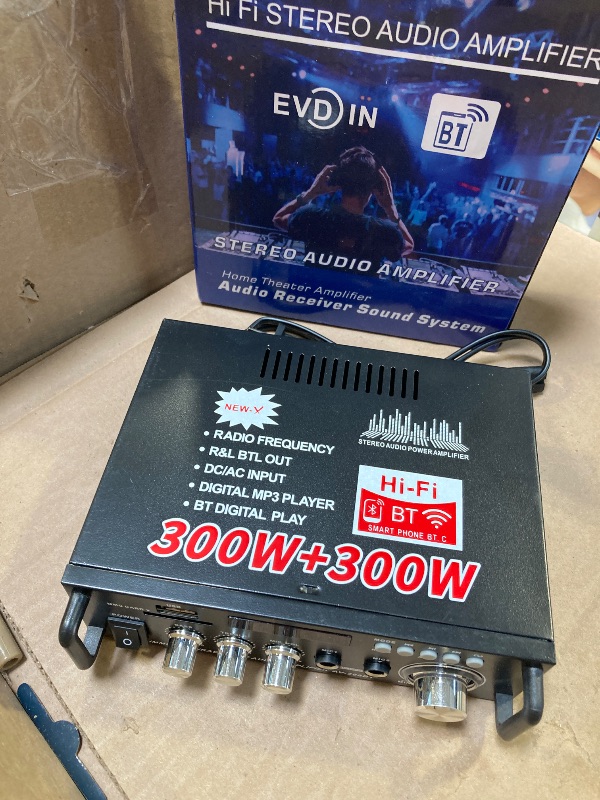 Hi Fi STEREO AUDIO AMPLIFIER
EVDIN
BT
STEREO AUDIO AMPLIFIER
Home Theater Amplifier
Audio Receiver Sound System
NEW-Y
STEREO AUDIO POWER AMPLIFIER
• RADIO FREQUENCY
• R&L BTL OUT
• DC/AC INPUT
• DIGITAL MP3 PLAYER
• BT DIGITAL PLAY
Hi-Fi
BT
SMART PHONE BT C
300W+300W
USB